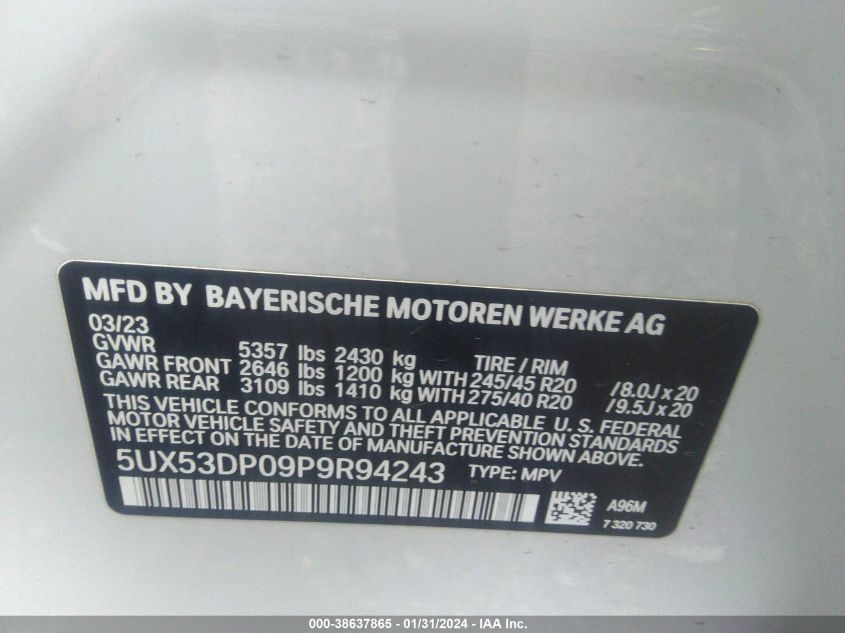 MFD BY BAYERISCHE MOTOREN WERKE AG
03/23
GVWR 5357 lbs 2430 kg TIRE / RIM
GAWR FRONT 2646 lbs 1200 kg WITH 245/45 R20 /8.0J x 20
GAWR REAR 3109 lbs 1410 kg WITH 275/40 R20 /9.5J x 20
THIS VEHICLE CONFORMS TO ALL APPLICABLE U. S. FEDERAL
MOTOR VEHICLE SAFETY AND THEFT PREVENTION STANDARDS
IN EFFECT ON THE DATE OF MANUFACTURE SHOWN ABOVE.
5UX53DP09P9R94243 TYPE: MPV
A96M
7 320 730
000-38637865 - 01/31/2024 - IAA Inc.